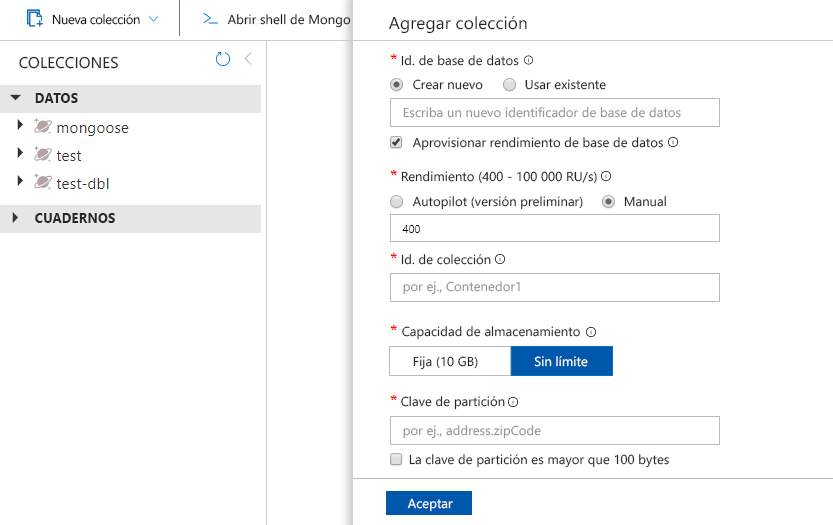 Nueva colección
Abrir shell de Mongo
COLECCIONES
DATOS
mongoose
test
test-dbl
CUADERNOS
Agregar colección
* Id. de base de datos
Crear nuevo
Usar existente
Escriba un nuevo identificador de base de datos
Aprovisionar rendimiento de base de datos
* Rendimiento (400 - 100 000 RU/s)
Autopilot (versión preliminar)
Manual
400
* Id. de colección
por ej., Contenedor1
* Capacidad de almacenamiento
Fija (10 GB)
Sin límite
* Clave de partición
por ej., address.zipCode
La clave de partición es mayor que 100 bytes
Aceptar